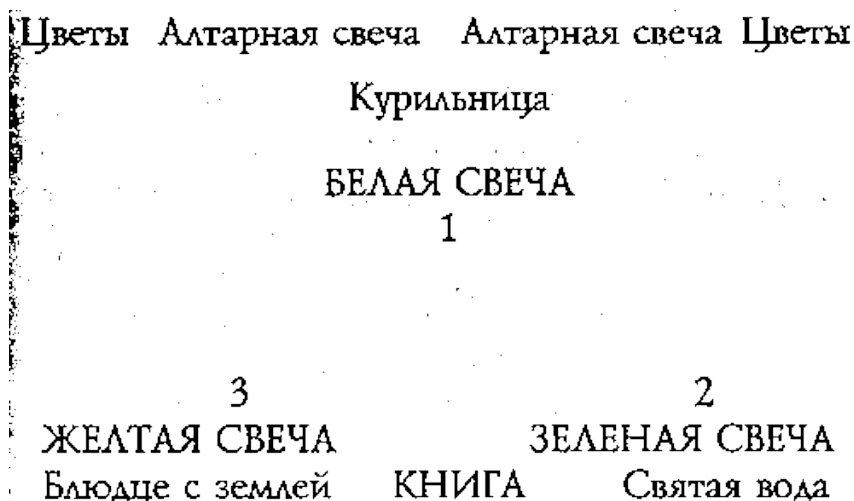 Цветы Алтарная свеча Алтарная свеча Цветы
Курильница
БЕЛАЯ СВЕЧА
1
3 2
ЖЕЛТАЯ СВЕЧА ЗЕЛЕНАЯ СВЕЧА
Блюдце с землей КНИГА Святая вода